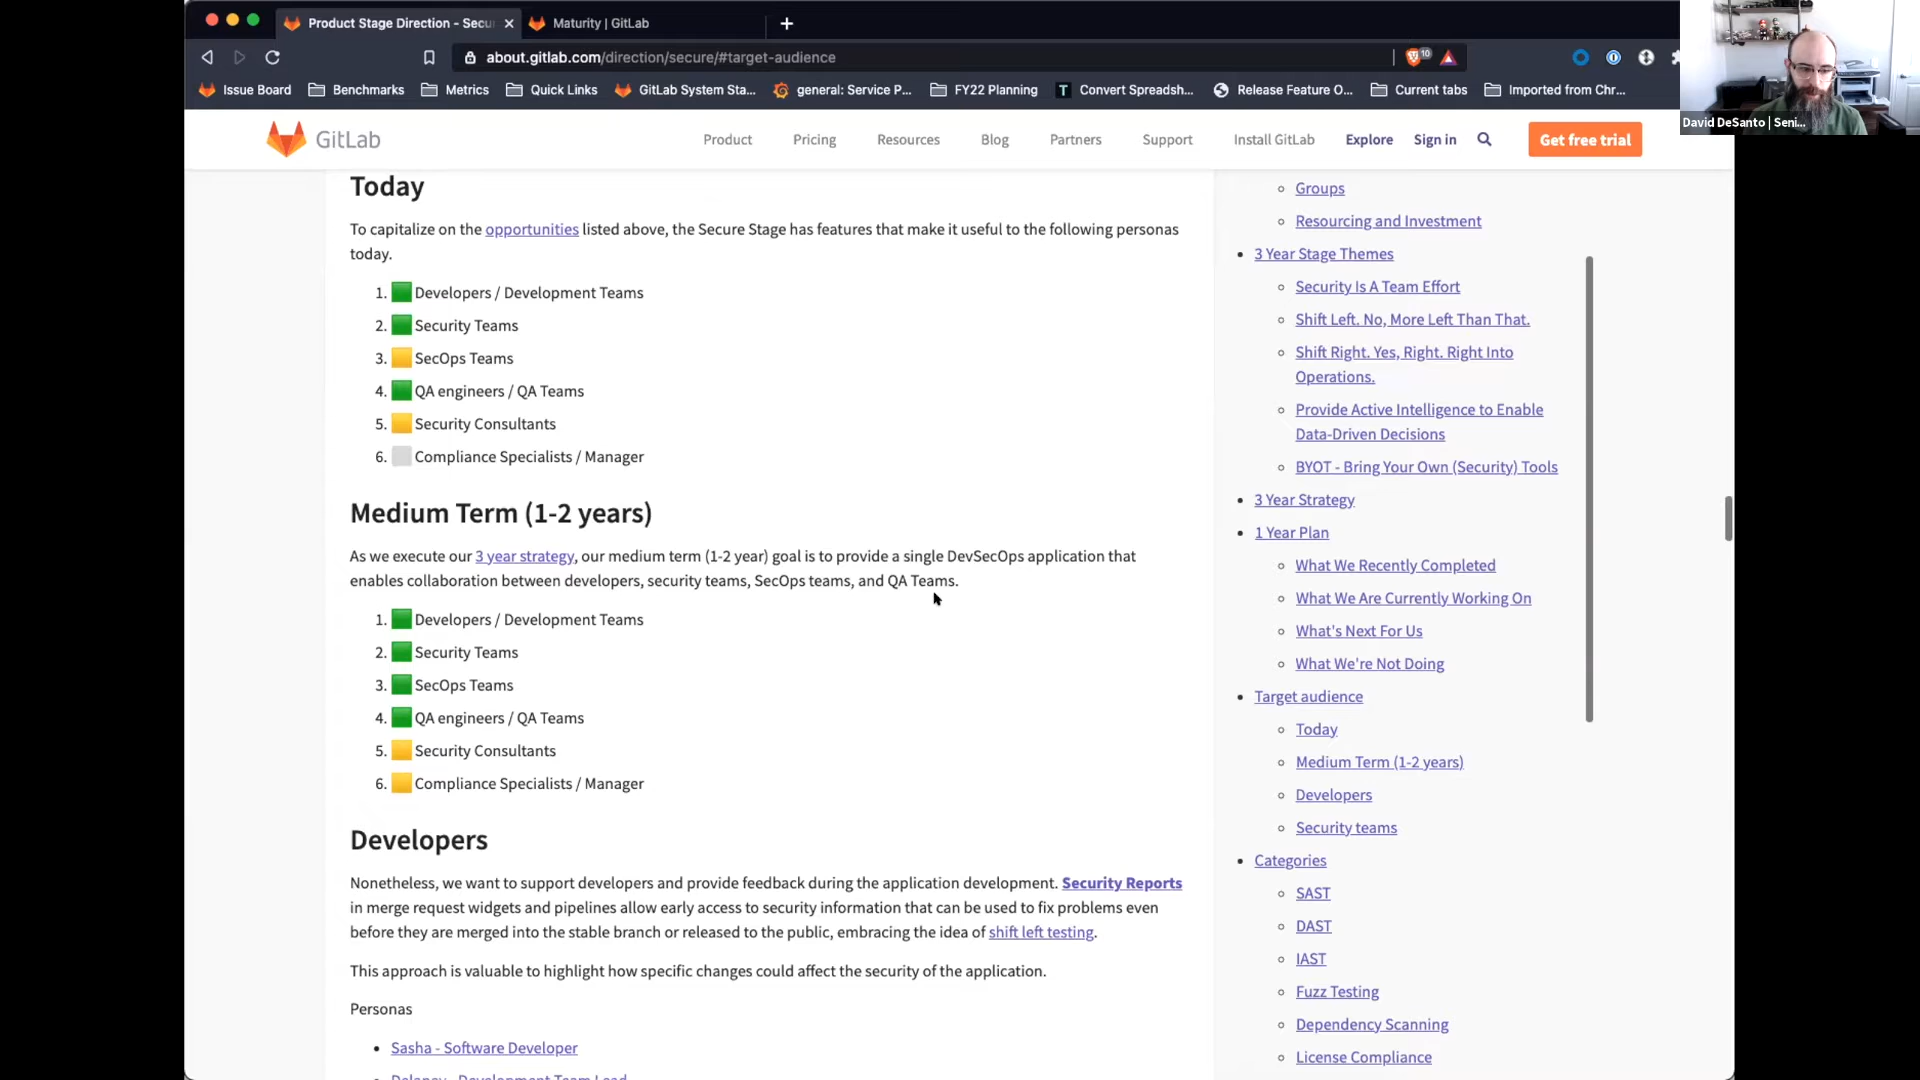 Product Stage Direction - Secu
Maturity | GitLab
about.gitlab.com/direction/secure/#target-audience
10
Issue Board
Benchmarks
Metrics
Quick Links
GitLab System Sta...
general: Service P...
FY22 Planning
T
Convert Spreadsh...
Release Feature O...
Current tabs
Imported from Chr...
David DeSanto | Seni...
GitLab
Product
Pricing
Resources
Blog
Partners
Support
Install GitLab
Explore
Sign in
Get free trial
Today
To capitalize on the opportunities listed above, the Secure Stage has features that make it useful to the following personas
today.
1. Developers / Development Teams
2. Security Teams
3. SecOps Teams
4. QA engineers / QA Teams
5. Security Consultants
6. Compliance Specialists / Manager
Medium Term (1-2 years)
As we execute our 3 year strategy, our medium term (1-2 year) goal is to provide a single DevSecOps application that
enables collaboration between developers, security teams, SecOps teams, and QA Teams.
1. Developers / Development Teams
2. Security Teams
3. SecOps Teams
4. QA engineers / QA Teams
5. Security Consultants
6. Compliance Specialists / Manager
Developers
Nonetheless, we want to support developers and provide feedback during the application development. Security Reports
in merge request widgets and pipelines allow early access to security information that can be used to fix problems even
before they are merged into the stable branch or released to the public, embracing the idea of shift left testing.
This approach is valuable to highlight how specific changes could affect the security of the application.
Personas
Sasha - Software Developer
Delaney - Development Team Lead
Groups
Resourcing and Investment
3 Year Stage Themes
Security Is A Team Effort
Shift Left. No, More Left Than That.
Shift Right. Yes, Right. Right Into
Operations.
Provide Active Intelligence to Enable
Data-Driven Decisions
BYOT - Bring Your Own (Security) Tools
3 Year Strategy
1 Year Plan
What We Recently Completed
What We Are Currently Working On
What's Next For Us
What We're Not Doing
Target audience
Today
Medium Term (1-2 years)
Developers
Security teams
Categories
SAST
DAST
IAST
Fuzz Testing
Dependency Scanning
License Compliance